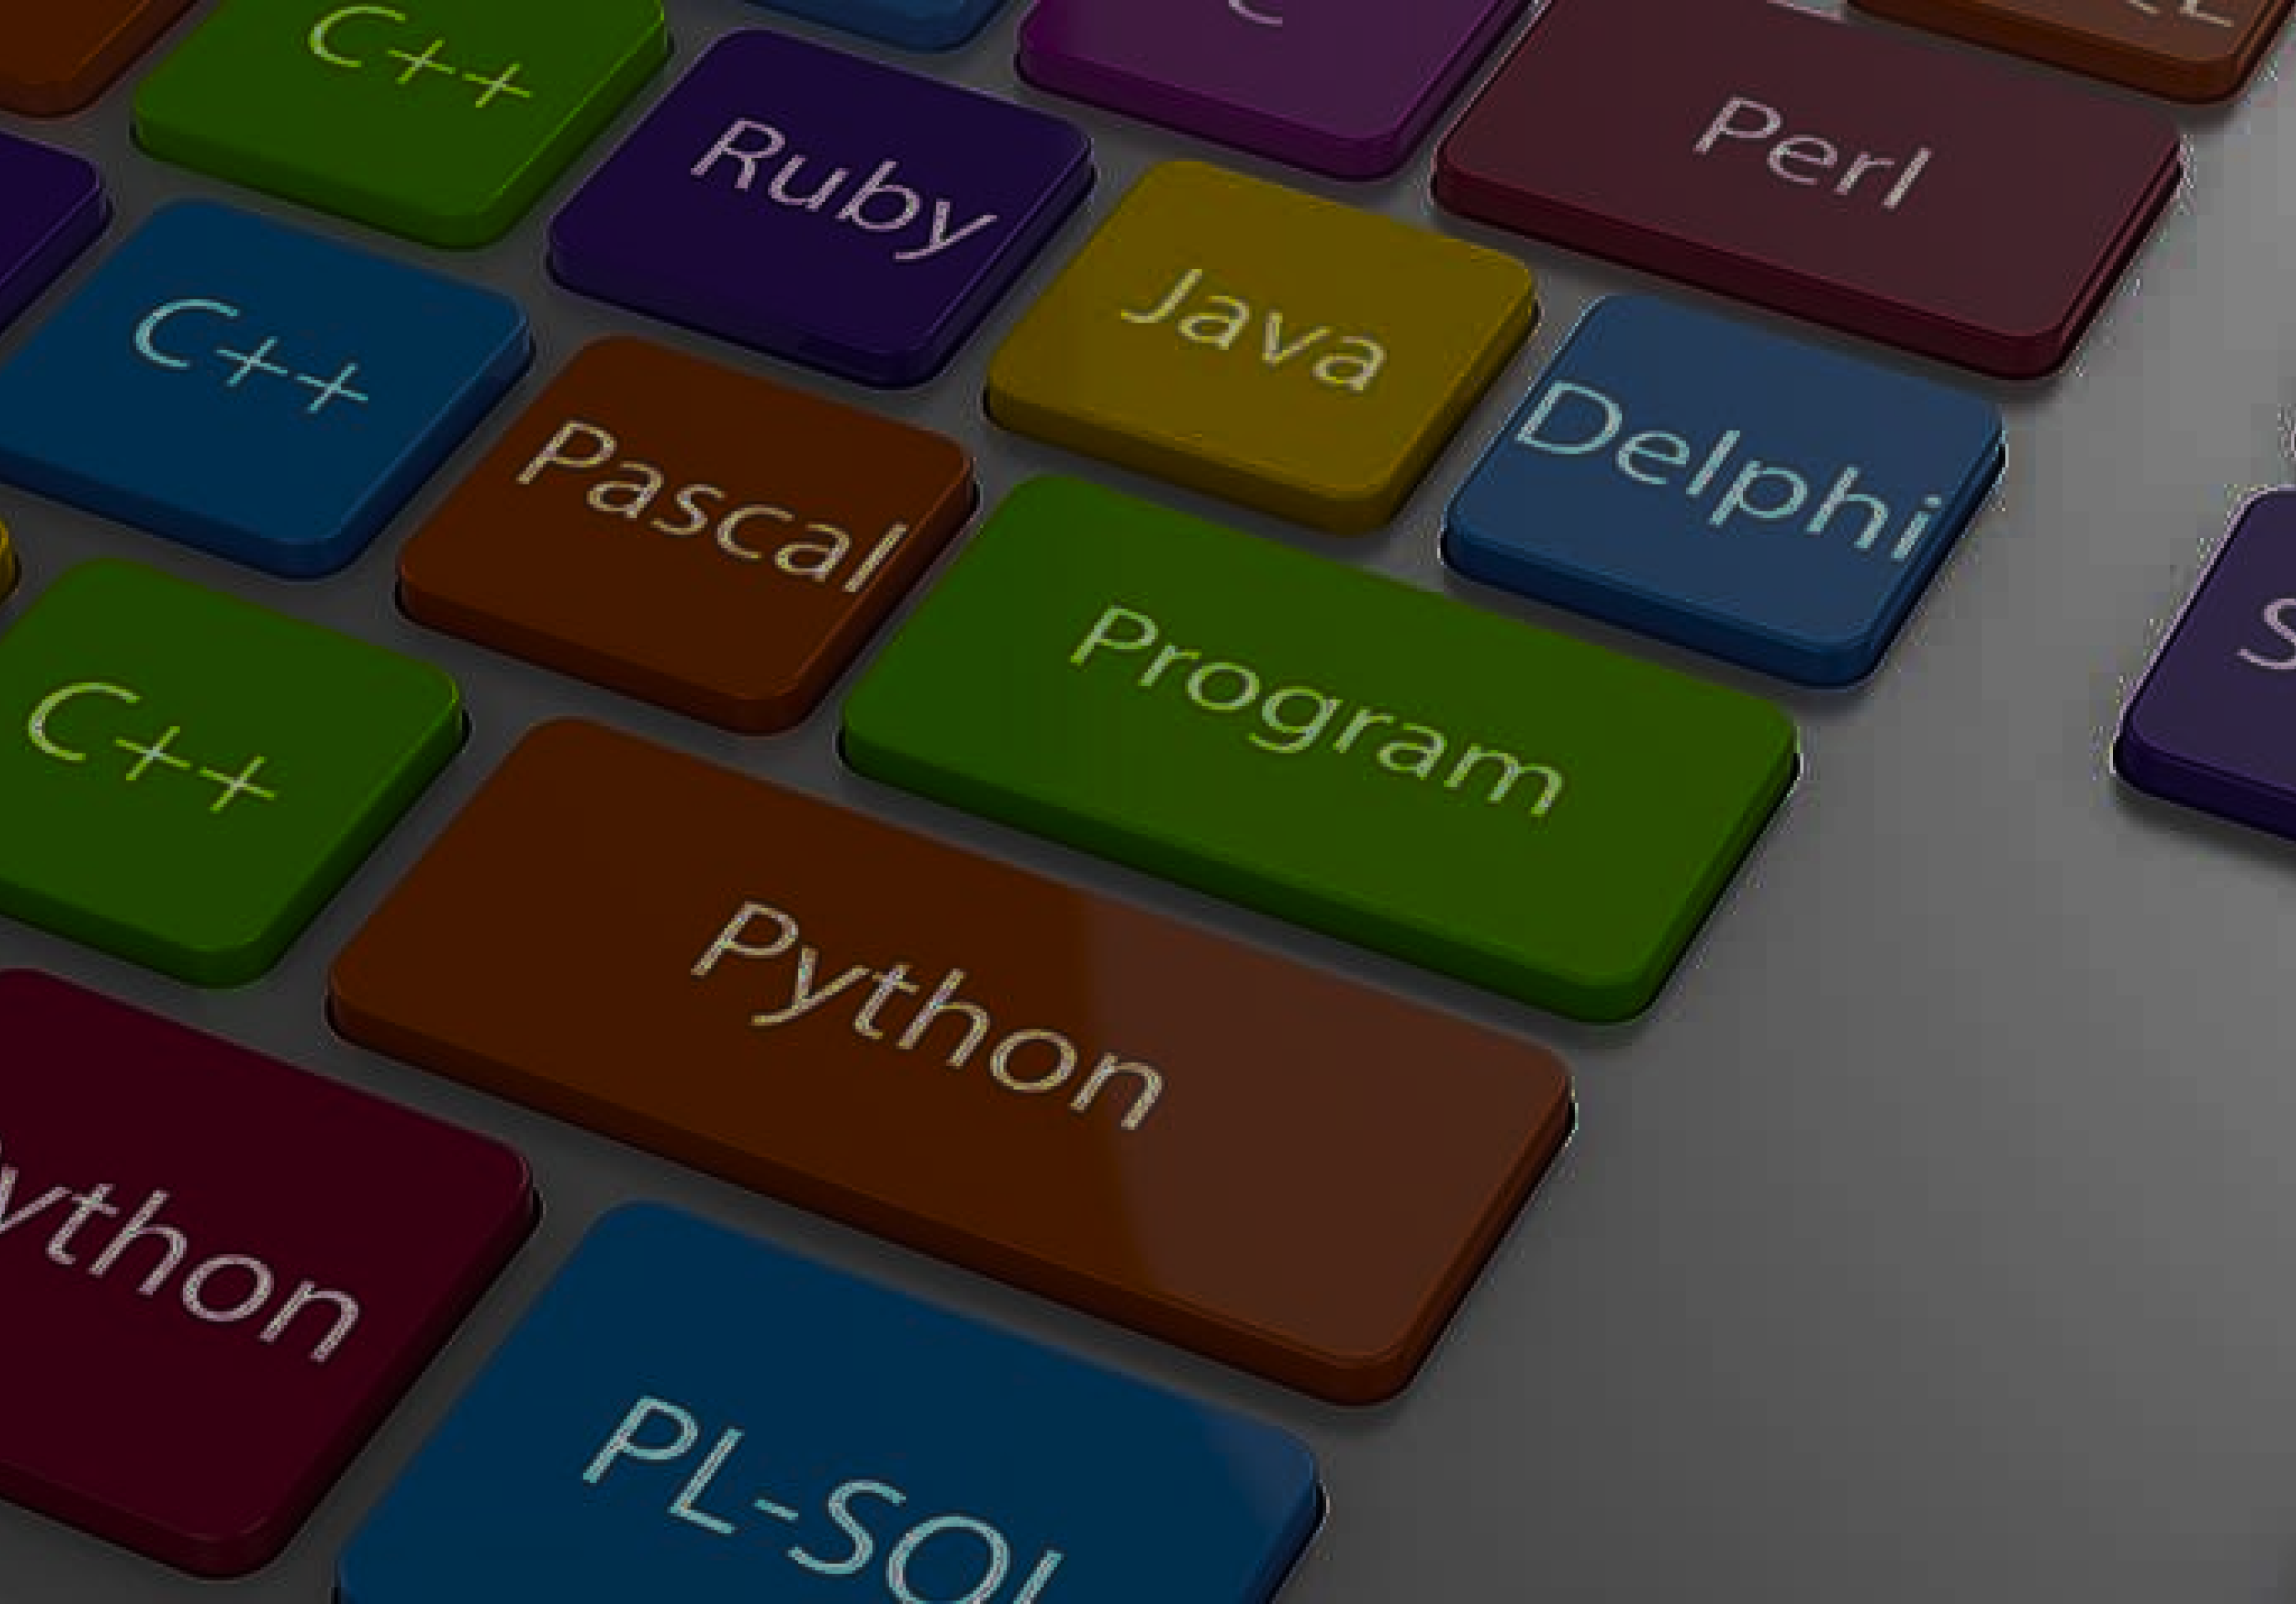 C++
Ruby
C
Perl
C++
Pascal
Java
Delphi
C++
Program
Python
ython
PL-SQL
S